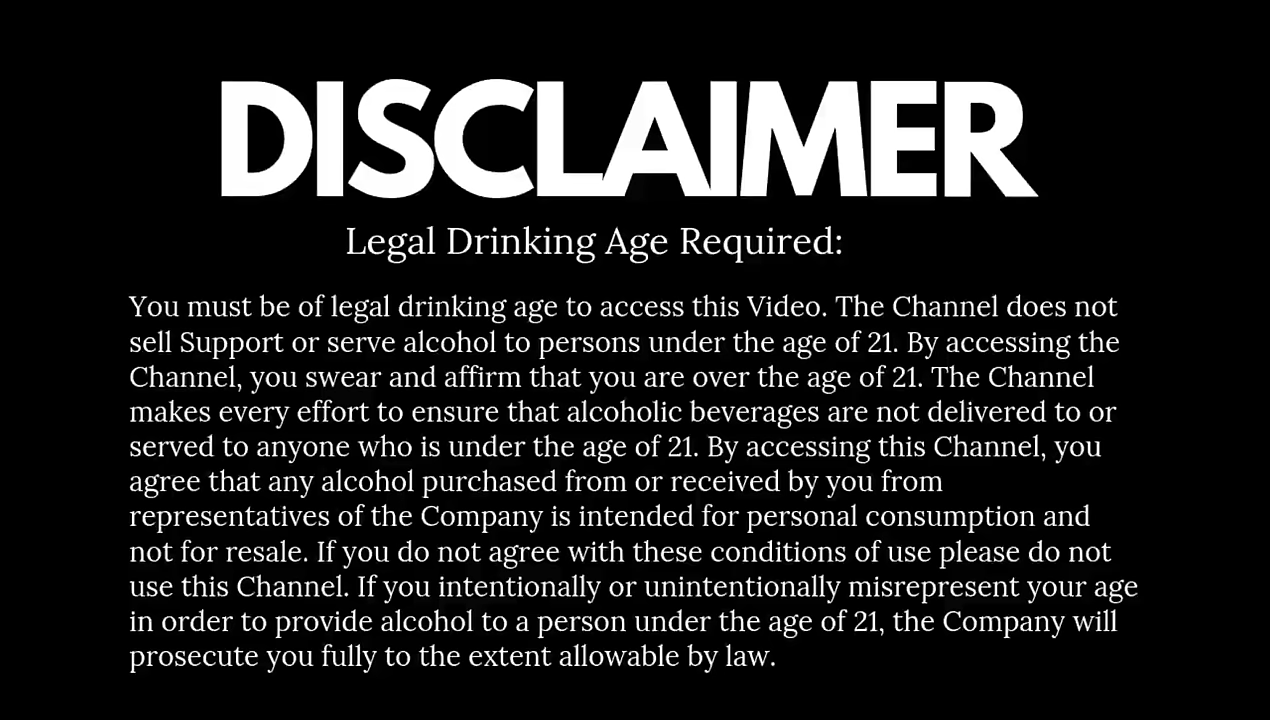 DISCLAIMER
Legal Drinking Age Required:
You must be of legal drinking age to access this Video. The Channel does not
sell Support or serve alcohol to persons under the age of 21. By accessing the
Channel, you swear and affirm that you are over the age of 21. The Channel
makes every effort to ensure that alcoholic beverages are not delivered to or
served to anyone who is under the age of 21. By accessing this Channel, you
agree that any alcohol purchased from or received by you from
representatives of the Company is intended for personal consumption and
not for resale. If you do not agree with these conditions of use please do not
use this Channel. If you intentionally or unintentionally misrepresent your age
in order to provide alcohol to a person under the age of 21, the Company will
prosecute you fully to the extent allowable by law.